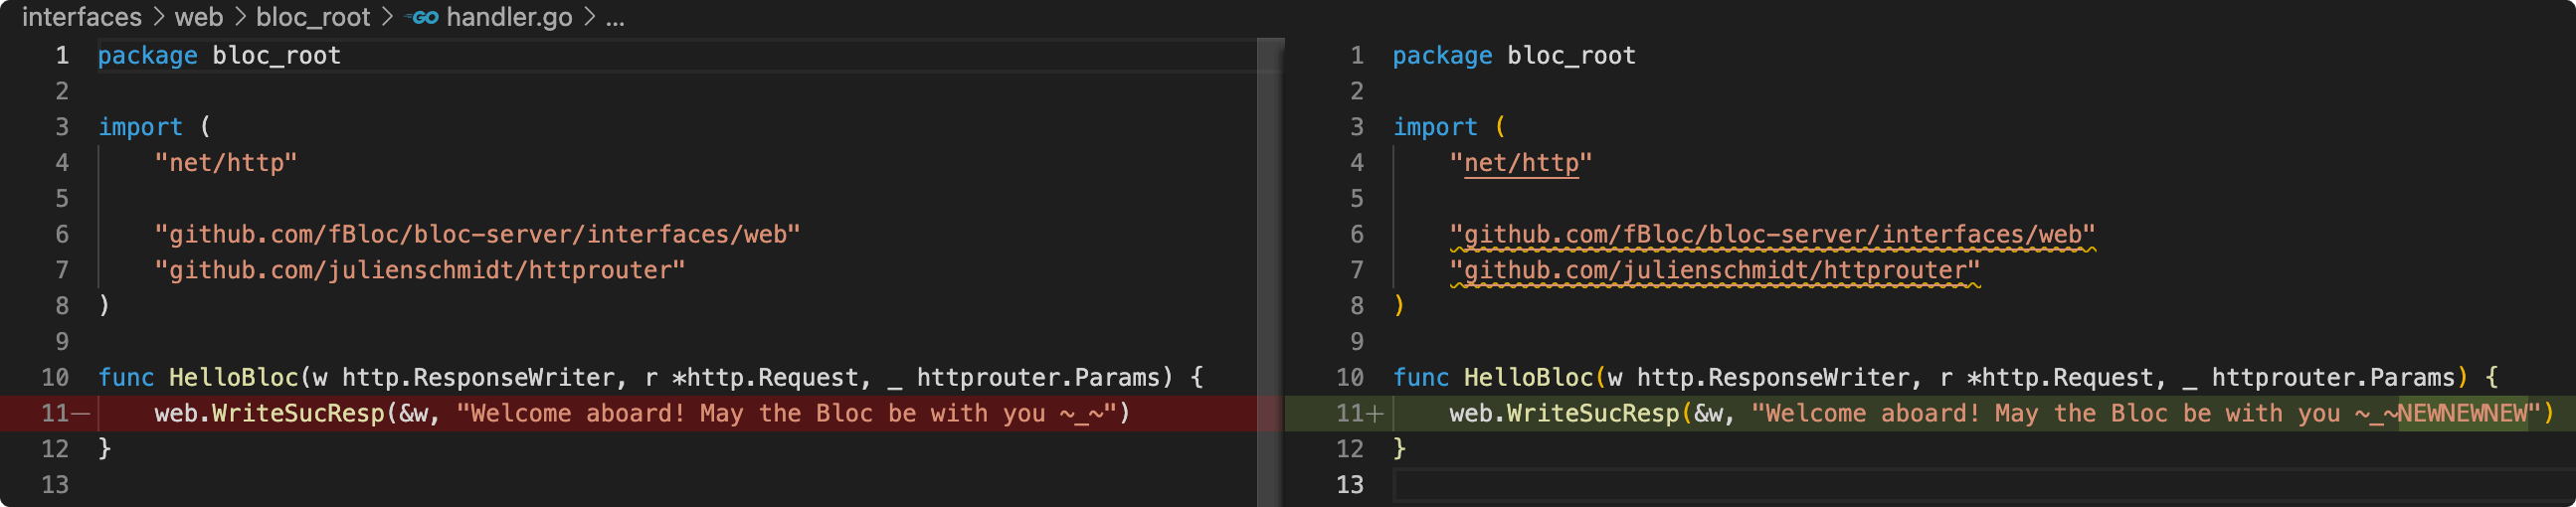 interfaces > web > bloc_root > GO handler.go > ...
1 package bloc_root
2
3 import (
4 "net/http"
5
6 "github.com/fBloc/bloc-server/interfaces/web"
7 "github.com/julienschmidt/httprouter"
8 )
9
10 func HelloBloc(w http.ResponseWriter, r *http.Request, _ httprouter.Params) {
11— web.WriteSucResp(&w, "Welcome aboard! May the Bloc be with you ~_~")
12 }
13
1 package bloc_root
2
3 import (
4 "net/http"
5
6 "github.com/fBloc/bloc-server/interfaces/web"
7 "github.com/julienschmidt/httprouter"
8 )
9
10 func HelloBloc(w http.ResponseWriter, r *http.Request, _ httprouter.Params) {
11+ web.WriteSucResp(&w, "Welcome aboard! May the Bloc be with you ~_~NEWNEWNEW")
12 }
13